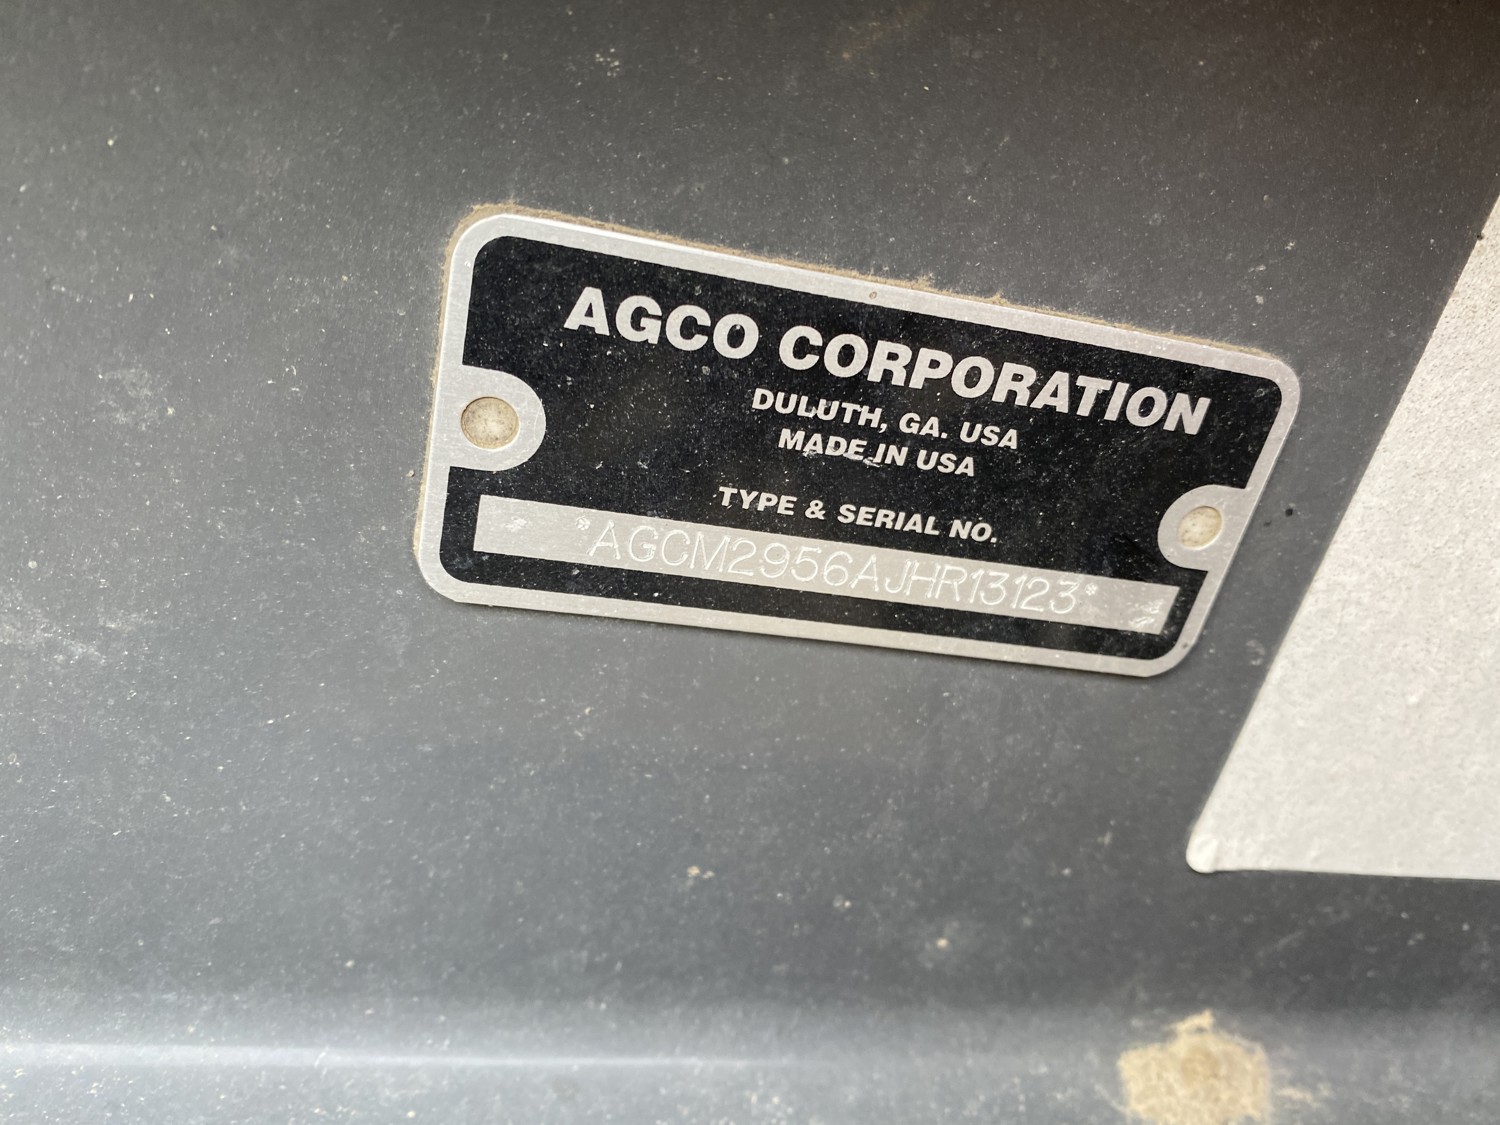 AGCO CORPORATION
DULUTH, GA. USA
MADE IN USA
TYPE & SERIAL NO.
*AGCM2956AJHR13123*